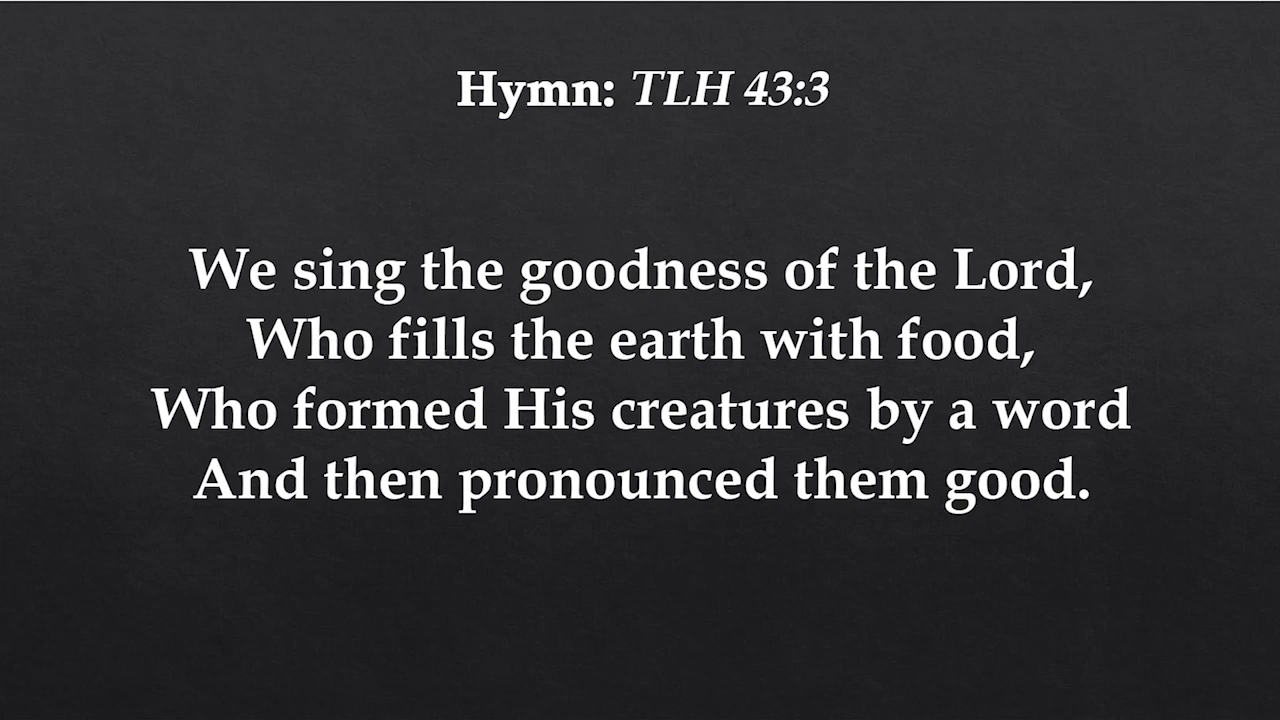 Hymn: TLH 43:3
We sing the goodness of the Lord,
Who fills the earth with food,
Who formed His creatures by a word
And then pronounced them good.